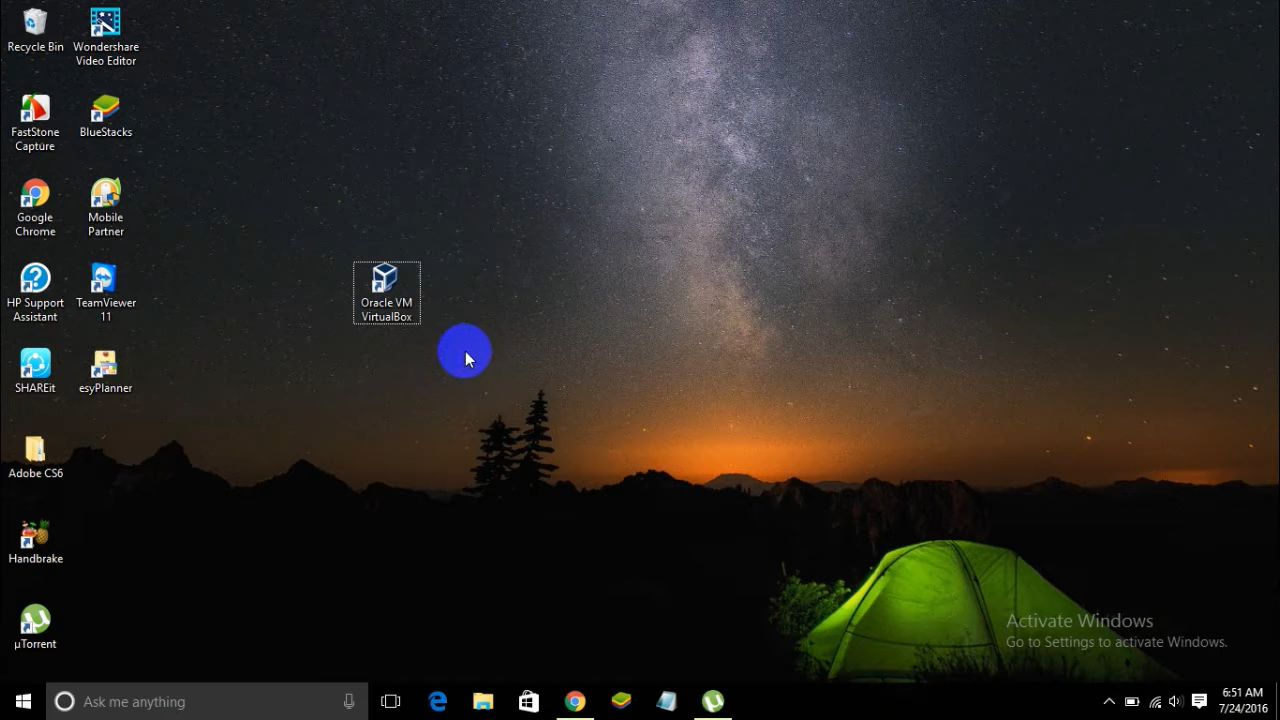 Recycle Bin
Wondershare
Video Editor
FastStone
Capture
BlueStacks
Google
Chrome
Mobile
Partner
HP Support
Assistant
TeamViewer
11
Oracle VM
VirtualBox
SHAREit
esyPlanner
Adobe CS6
Handbrake
µTorrent
Activate Windows
Go to Settings to activate Windows.
Ask me anything
6:51 AM
7/24/2016